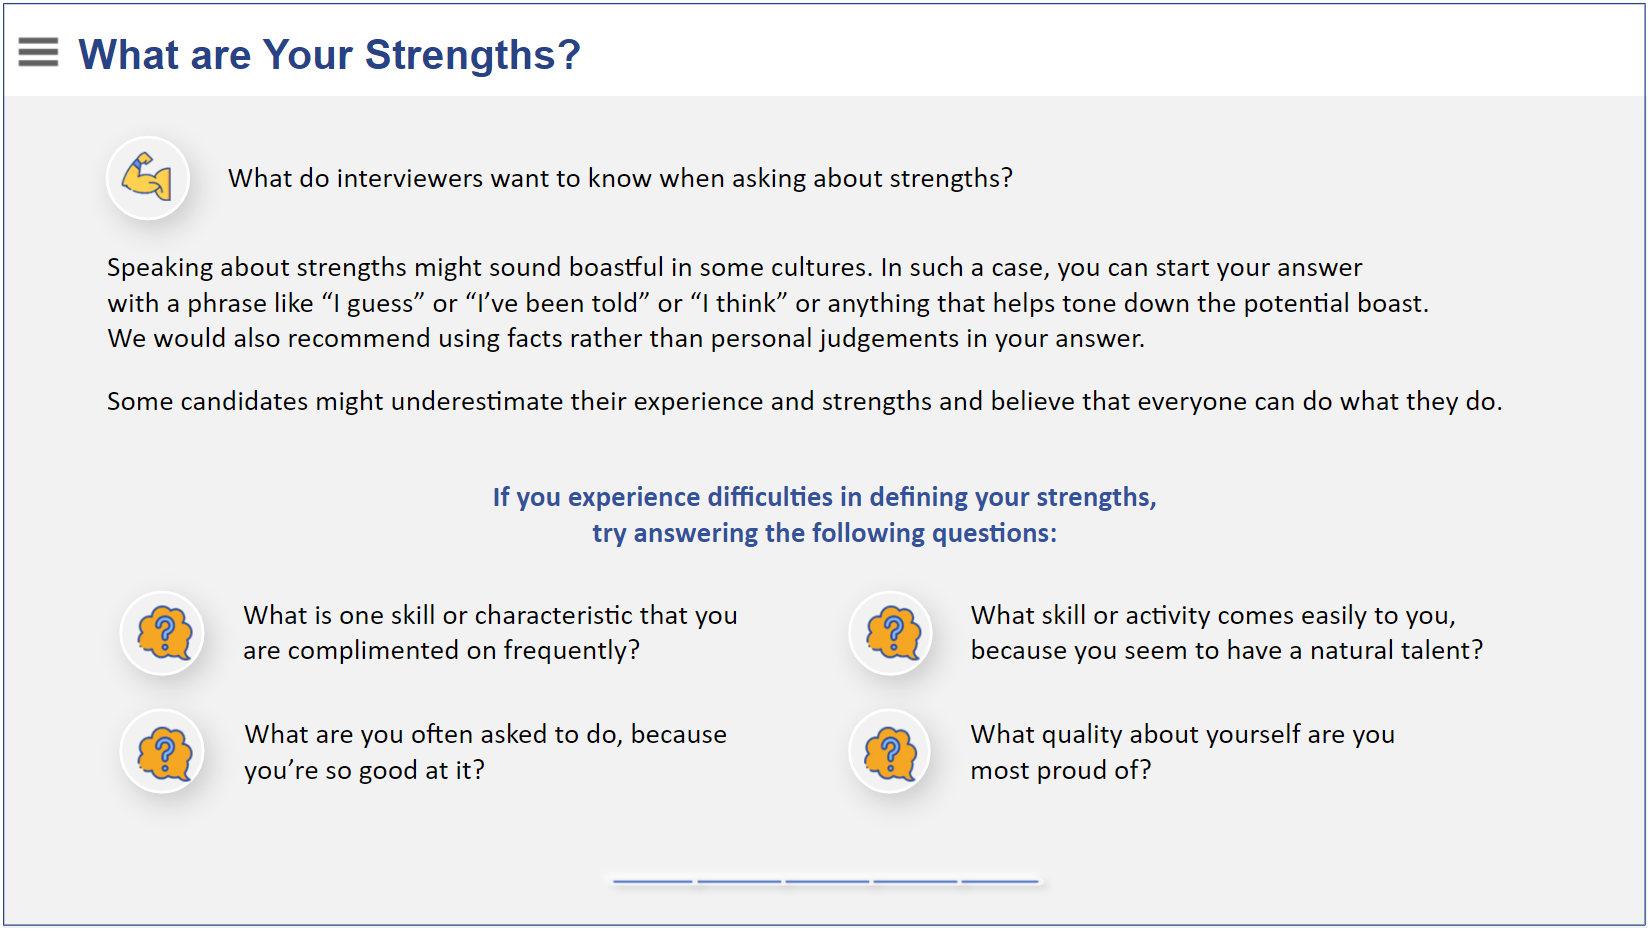 What are Your Strengths?
What do interviewers want to know when asking about strengths?
Speaking about strengths might sound boastful in some cultures. In such a case, you can start your answer
with a phrase like “I guess” or “I’ve been told” or “I think” or anything that helps tone down the potential boast.
We would also recommend using facts rather than personal judgements in your answer.
Some candidates might underestimate their experience and strengths and believe that everyone can do what they do.
If you experience difficulties in defining your strengths,
try answering the following questions:
What is one skill or characteristic that you
are complimented on frequently?
What skill or activity comes easily to you,
because you seem to have a natural talent?
What are you often asked to do, because
you’re so good at it?
What quality about yourself are you
most proud of?